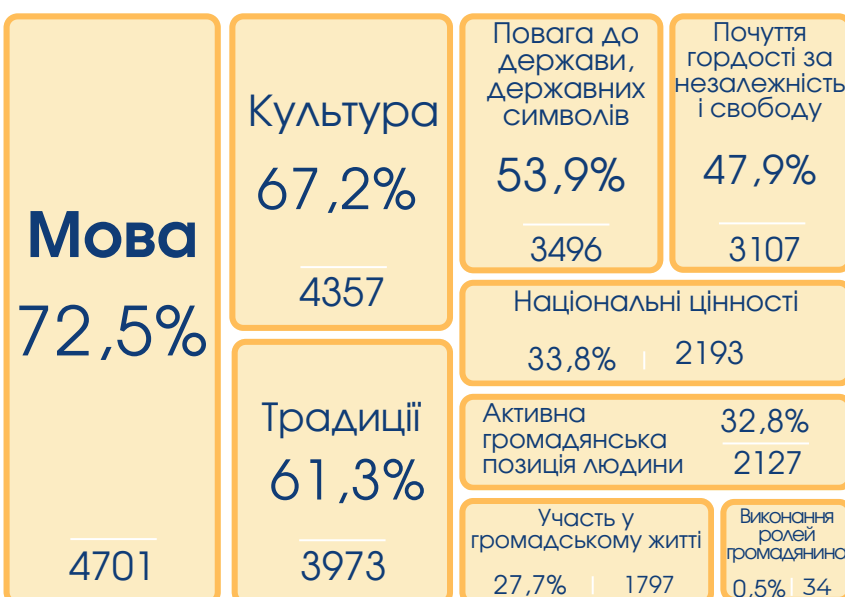 Мова
72,5%
4701
Культура
67,2%
4357
Традиції
61,3%
3973
Повага до
держави,
державних
символів
53,9%
3496
Почуття
гордості за
незалежність
і свободу
47,9%
3107
Національні цінності
33,8% 2193
Активна
громадянська
позиція людини
32,8%
2127
Участь у
громадському житті
27,7% 1797
Виконання
ролей
громадянина
0,5% 34